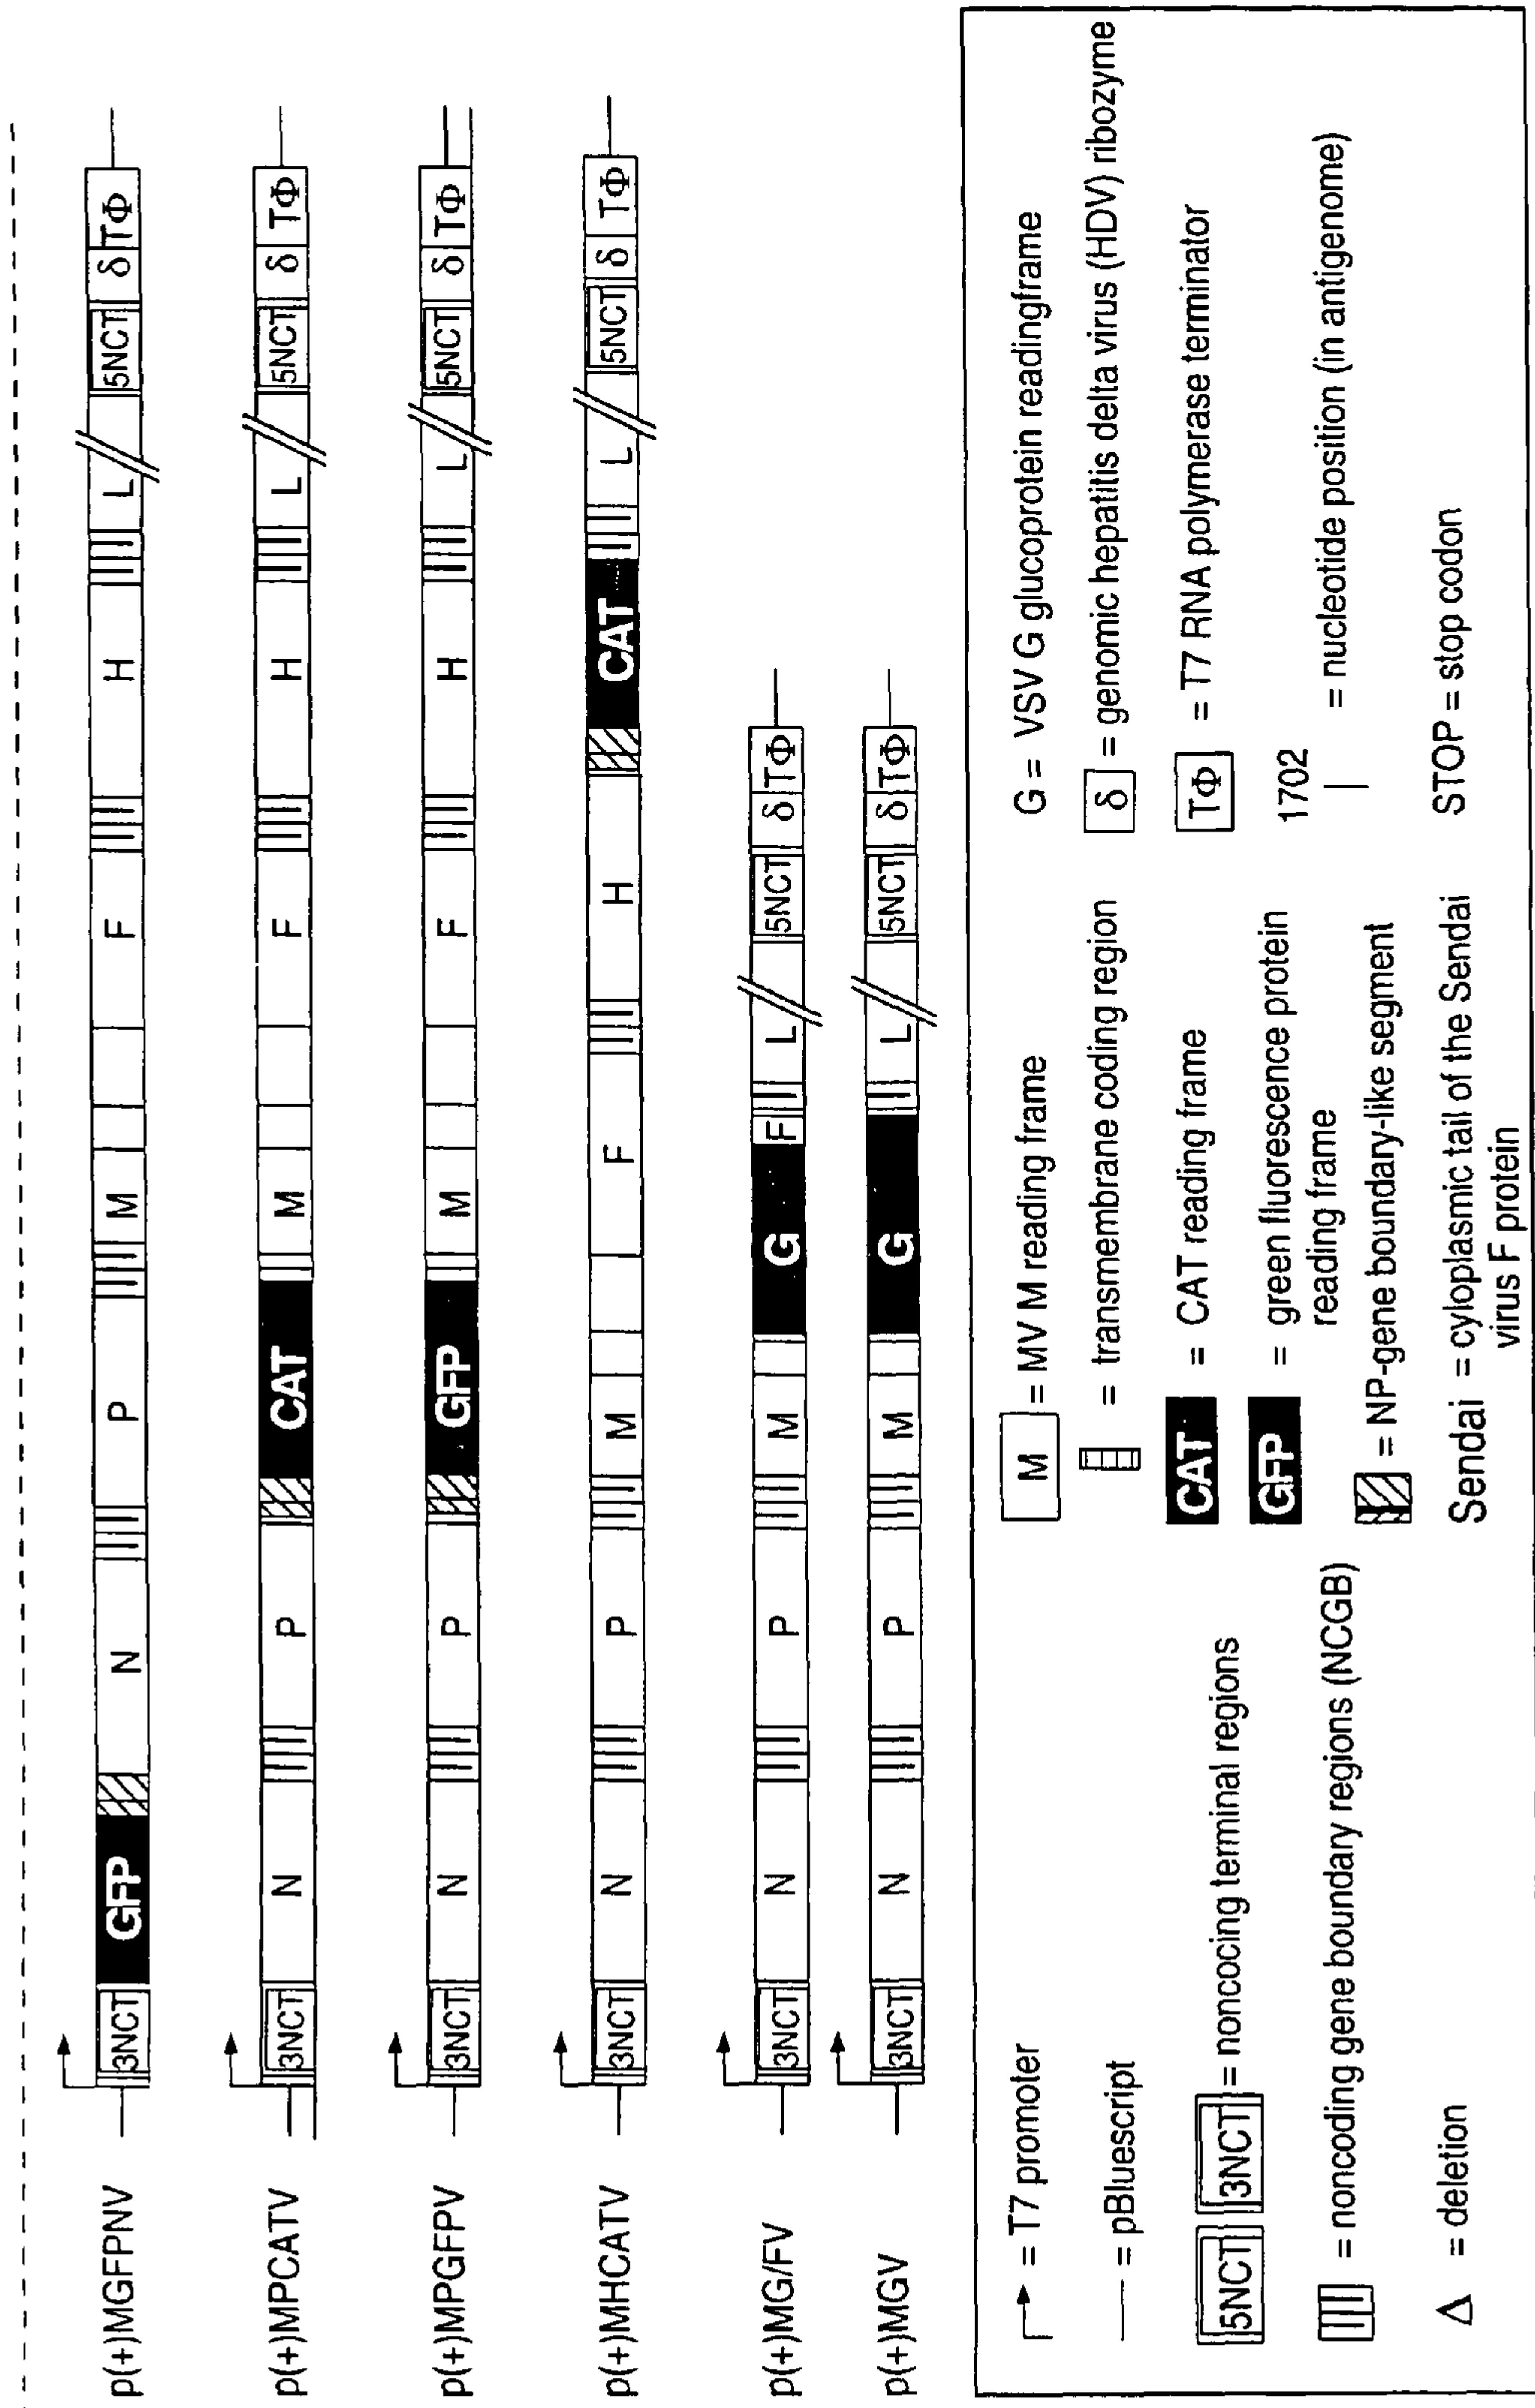 p(+)MGFPNV
3NCT GFP N P M F H L 5NCT δ TΦ
p(+)MPCATV
3NCT N P CAT M F H L 5NCT δ TΦ
p(+)MPGFPV
3NCT N P GFP M F H L 5NCT δ TΦ
p(+)MHCATV
3NCT N P M F H CAT L 5NCT δ TΦ
p(+)MG/FV
3NCT N P M G F L 5NCT δ TΦ
p(+)MGV
3NCT N P M G L 5NCT δ TΦ
= T7 promoter
= pBluescript
5NCT 3NCT = noncocing terminal regions
= noncoding gene boundary regions (NCGB)
Δ = deletion
M = MV M reading frame
= transmembrane coding region
CAT = CAT reading frame
GFP = green fluorescence protein
reading frame
= NP-gene boundary-like segment
Sendai = cyloplasmic tail of the Sendai
virus F protein
G = VSV G glucoprotein readingframe
δ = genomic hepatitis delta virus (HDV) ribozyme
TΦ = T7 RNA polymerase terminator
1702
= nucleotide position (in antigenome)
STOP = stop codon